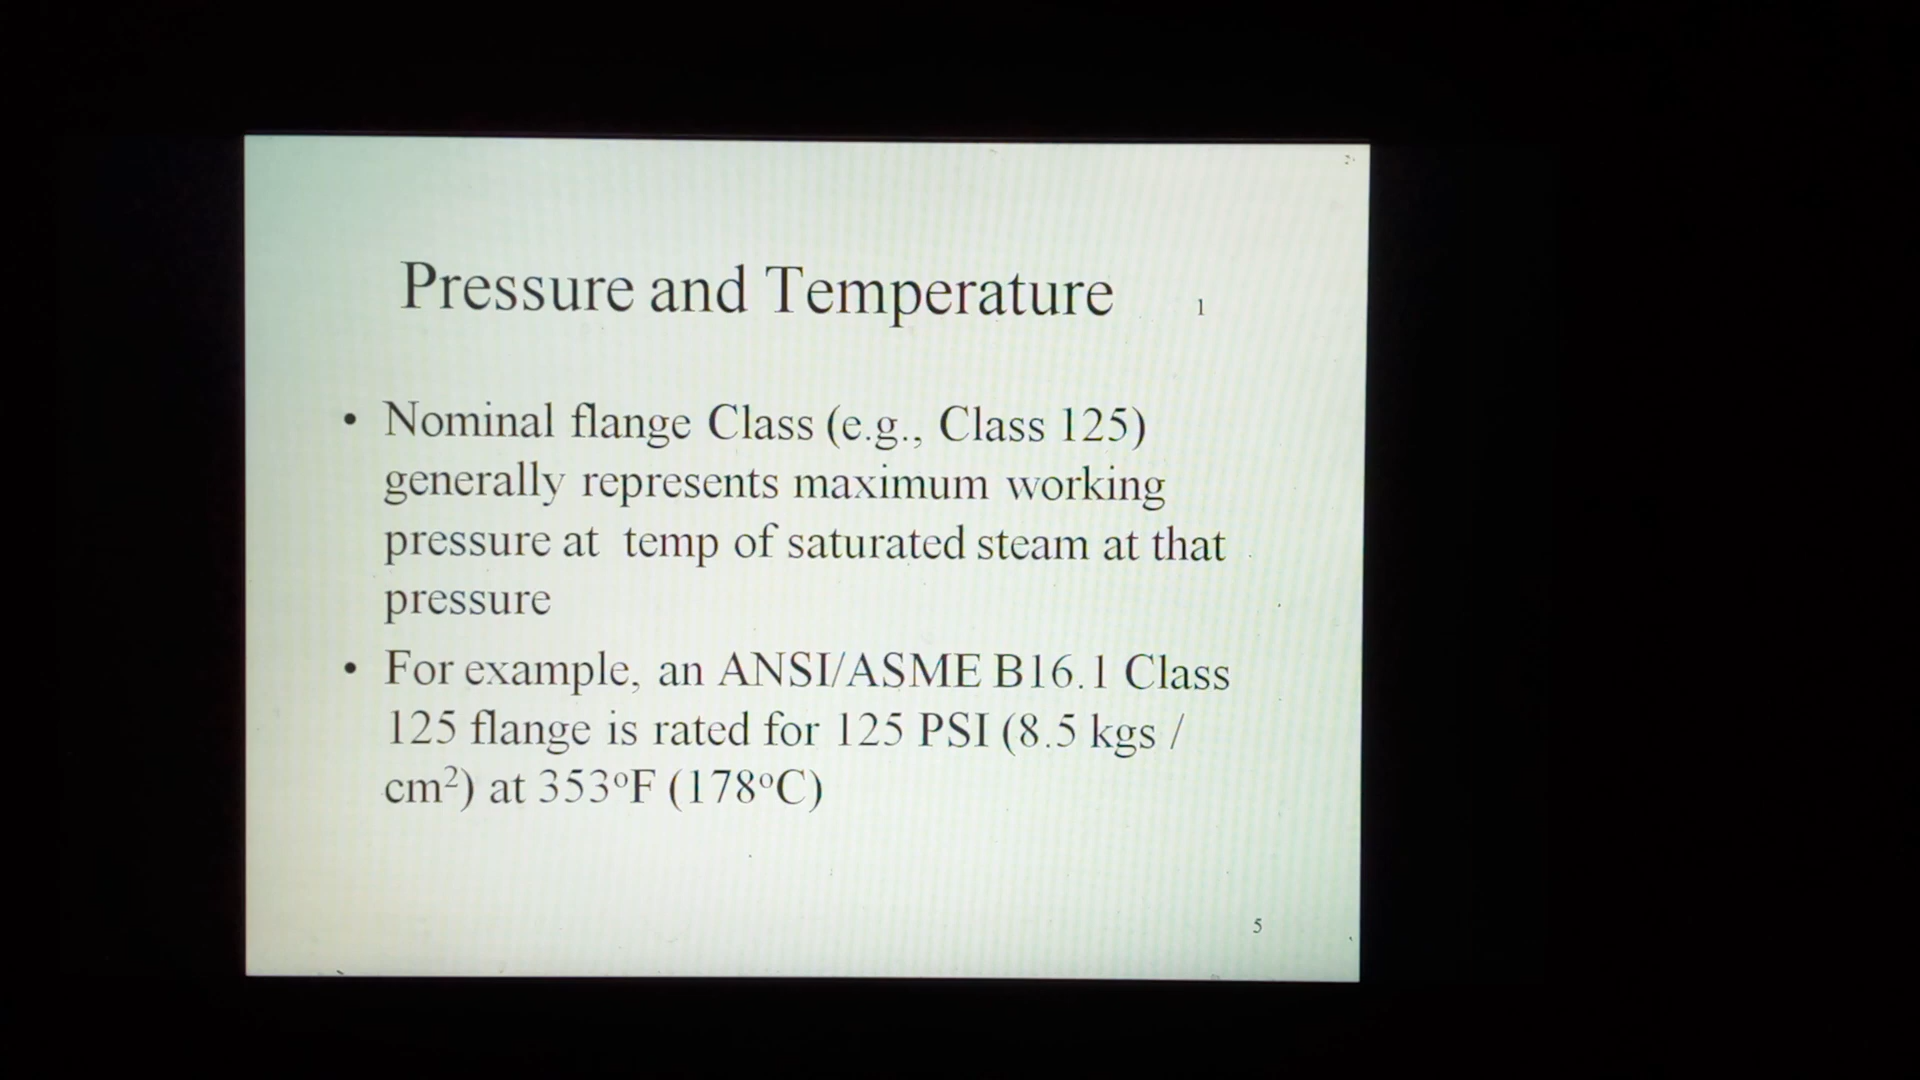 Pressure and Temperature 1
• Nominal flange Class (e.g., Class 125)
generally represents maximum working
pressure at temp of saturated steam at that
pressure
• For example, an ANSI/ASME B16.1 Class
125 flange is rated for 125 PSI (8.5 kgs /
cm²) at 353ºF (178ºC)
5